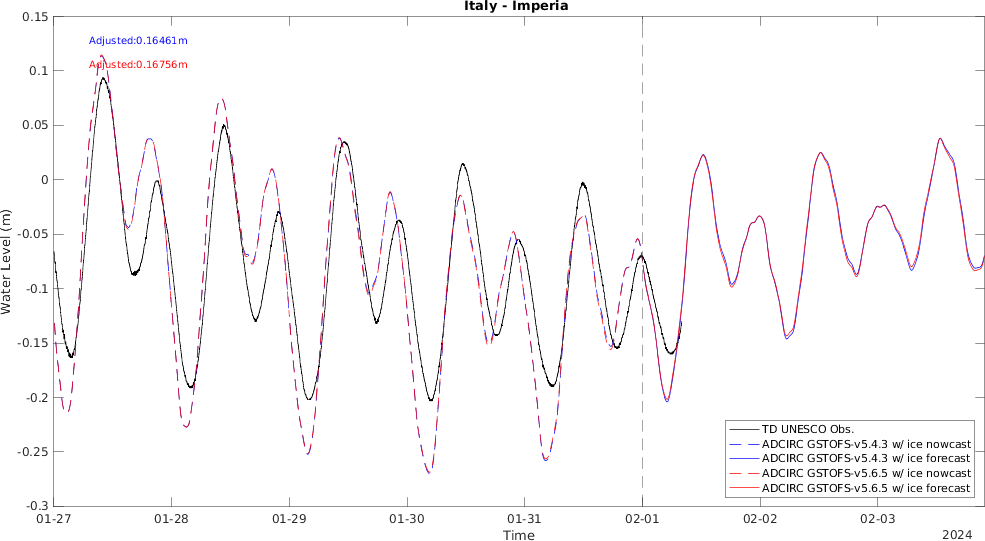 Italy - Imperia
Adjusted:0.16461m
Adjusted:0.16756m
Water Level (m)
0.15
0.1
0.05
0
-0.05
-0.1
-0.15
-0.2
-0.25
-0.3
TD UNESCO Obs.
ADCIRC GSTOFS-v5.4.3 w/ ice nowcast
ADCIRC GSTOFS-v5.4.3 w/ ice forecast
ADCIRC GSTOFS-v5.6.5 w/ ice nowcast
ADCIRC GSTOFS-v5.6.5 w/ ice forecast
01-27 01-28 01-29 01-30 01-31 02-01 02-02 02-03
Time
2024